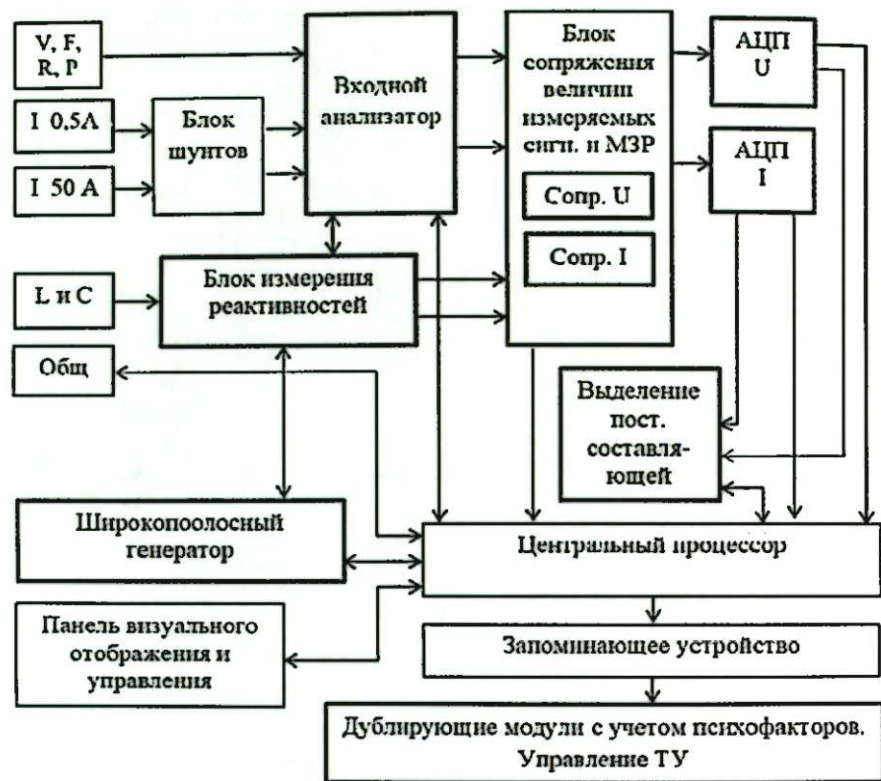 V, F,
R, P
I 0,5А
I 50 А
Блок
шунтов
Входной
анализатор
Блок
сопряжения
величин
измеряемых
сигн. и МЗР
Сопр. U
Сопр. I
АЦП
U
АЦП
I
L и С
Блок измерения
реактивностей
Общ
Выделение
пост.
составля-
ющей
Широкопоолосный
генератор
Центральный процессор
Панель визуального
отображения и
управления
Запоминающее устройство
Дублирующие модули с учетом психофакторов.
Управление ТУ